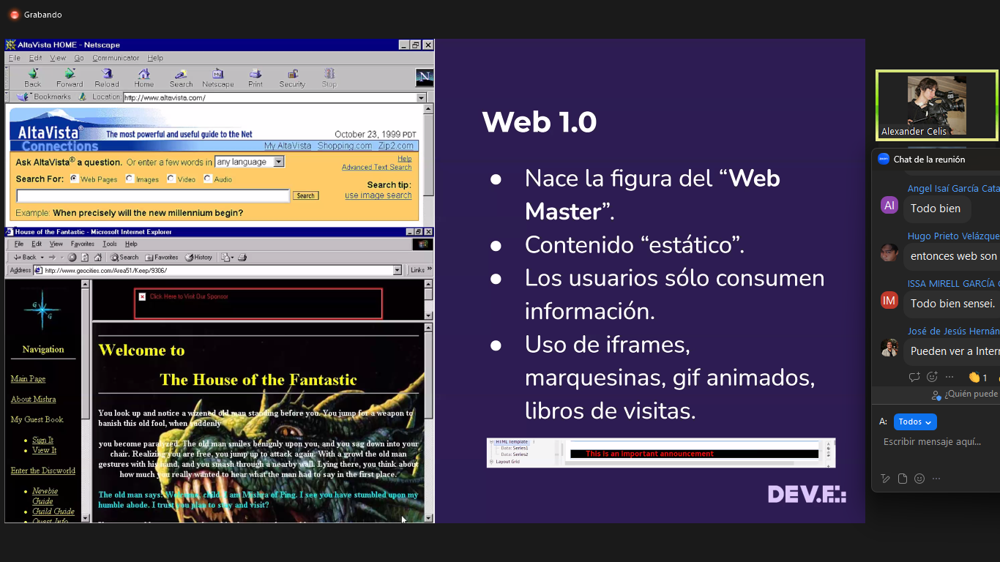 Grabando
AltaVista HOME - Netscape
File Edit View Go Communicator Help
Back Forward Reload Home Search Netscape Print Security Stop
Bookmarks Location: http://www.altavista.com/
AltaVista® The most powerful and useful guide to the Net October 23, 1999 PDT
Connections My AltaVista Shopping.com Zip2.com
Ask AltaVista® a question. Or enter a few words in any language Help
Advanced Text Search
Search For: Web Pages Images Video Audio
Search tip:
Search use image search
Example: When precisely will the new millennium begin?
House of the Fantastic - Microsoft Internet Explorer
File Edit View Favorites Tools Help
Back Search Favorites History
Address http://www.geocities.com/Area51/Keep/9306/ Links »
Click Here to Visit Our Sponsor
G
G
Navigation
Main Page
About Mishra
My Guest Book
Sign It
View It
Enter the Discworld
Newbie
Guide
Guild Guide
Quest Info
Welcome to
The House of the Fantastic
You look up and notice a wizened old man standing before you. You jump for a weapon to
banish this old fool, when suddenly
you become paralyzed. The old man smiles benignly upon you, and you sag down into your
chair. Realizing you are free, you jump up to attack again. With a growl the old man
gestures with his hand, and you smash through a nearby wall. Lying there, you think about
how much you really wanted to hear what the man had to say in the first place.
The old man says: Welcome, child. I am Mishra of Ping. I see you have stumbled upon my
humble abode. I trust you plan to stay and visit?
Web 1.0
● Nace la figura del “Web
Master”.
● Contenido “estático”.
● Los usuarios sólo consumen
información.
● Uso de iframes,
marquesinas, gif animados,
libros de visitas.
HTML Template
Data: Series1
Data: Series2
Layout Grid
This is an important announcement
DEV.F
Alexander Celis
Chat de la reunión
Angel Isaí García Cata
AI
Todo bien
Hugo Prieto Velázque
entonces web son
ISSA MIRELL GARCÍA
IM
Todo bien sensei.
José de Jesús Hernán
Pueden ver a Inter
1
¿Quién puede
A: Todos
Escribir mensaje aquí...